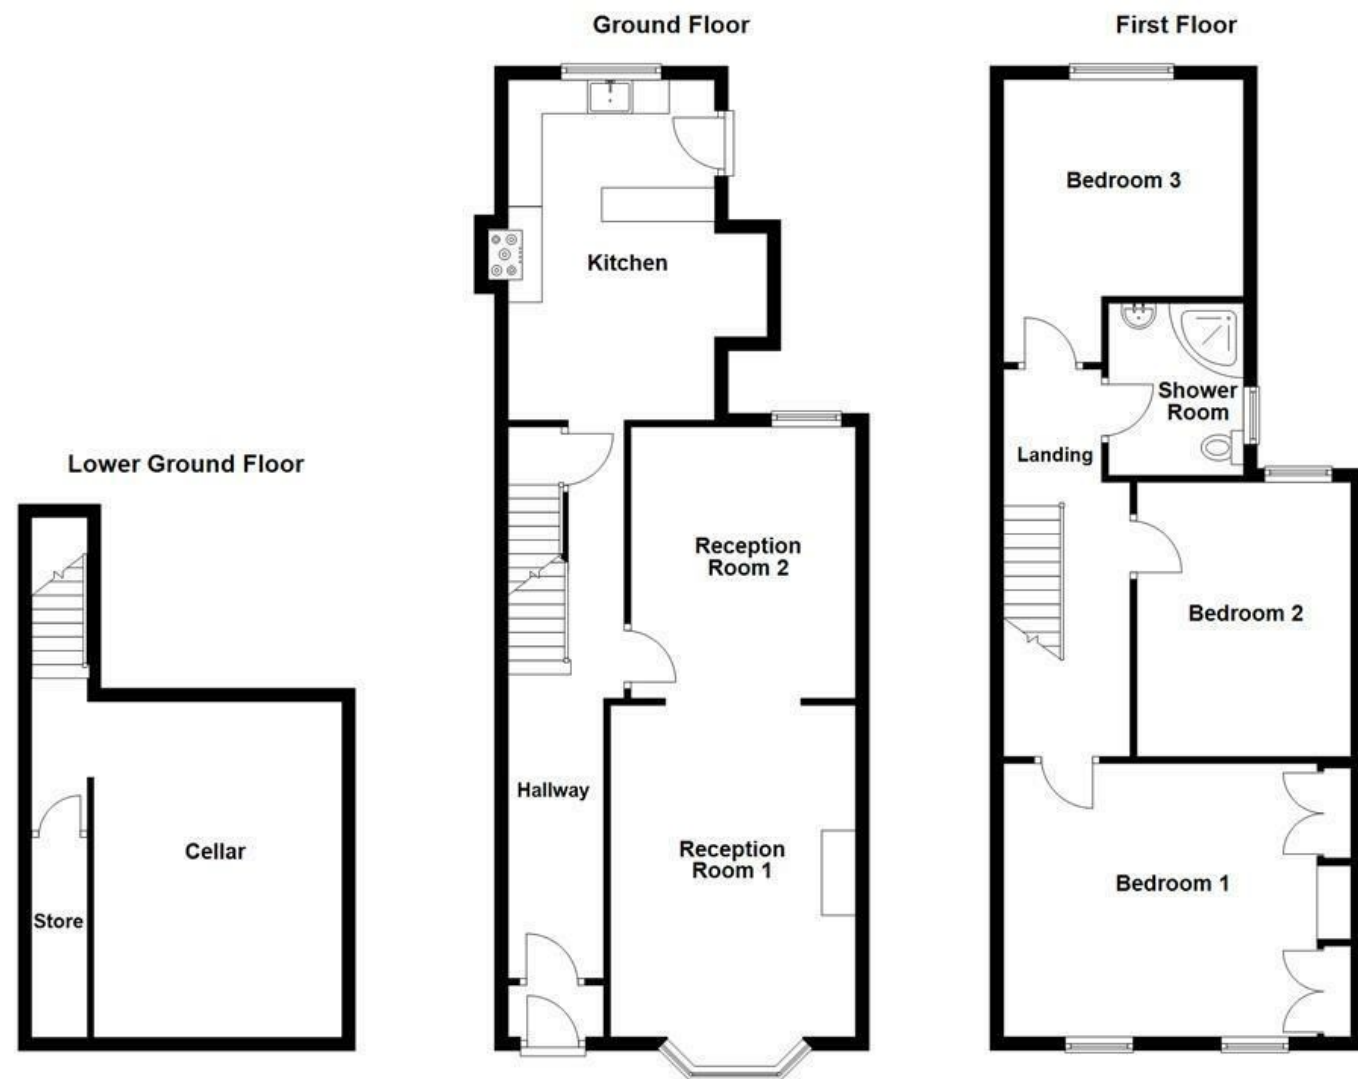 Ground Floor
First Floor
Bedroom 3
Kitchen
Shower
Room
Landing
Lower Ground Floor
Reception
Room 2
Bedroom 2
Hallway
Reception
Room 1
Cellar
Bedroom 1
Store